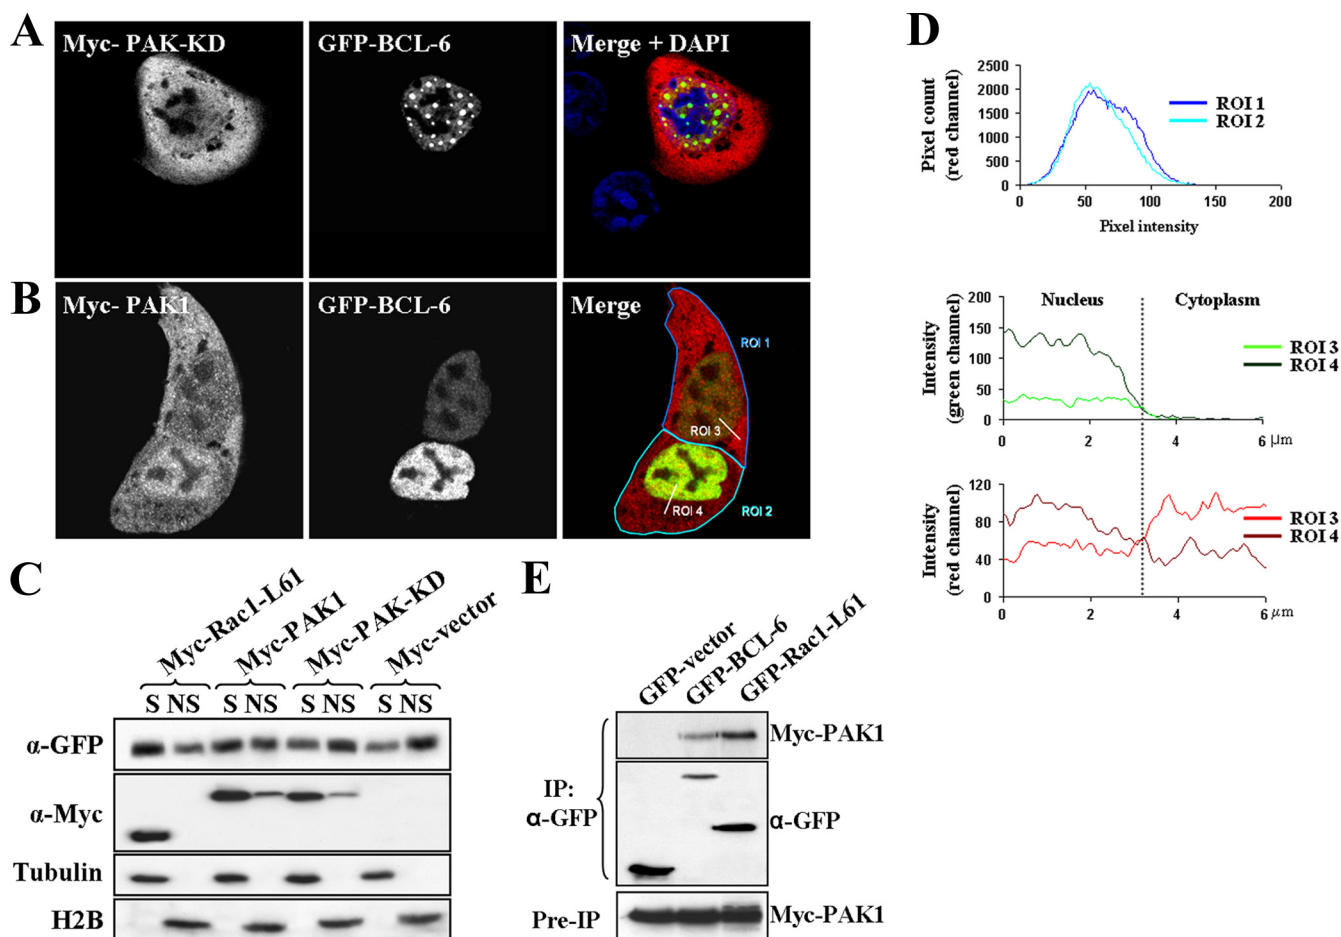 A
Myc- PAK-KD
GFP-BCL-6
Merge + DAPI
B
Myc- PAK1
GFP-BCL-6
Merge
ROI 1
ROI 3
ROI 4
ROI 2
C
Myc-Rac1-L61
Myc-PAK1
Myc-PAK-KD
Myc-vector
S NS S NS S NS S NS
α-GFP
α-Myc
Tubulin
H2B
D
Pixel count
(red channel)
2500
2000
1500
1000
500
0
0 50 100 150 200
Pixel intensity
ROI 1
ROI 2
Intensity
(green channel)
200
150
100
50
0
Nucleus Cytoplasm
ROI 3
ROI 4
0 2 4 6 μm
Intensity
(red channel)
120
80
40
0
ROI 3
ROI 4
0 2 4 6 μm
E
GFP-vector
GFP-BCL-6
GFP-Rac1-L61
IP:
α-GFP
Myc-PAK1
α-GFP
Pre-IP
Myc-PAK1